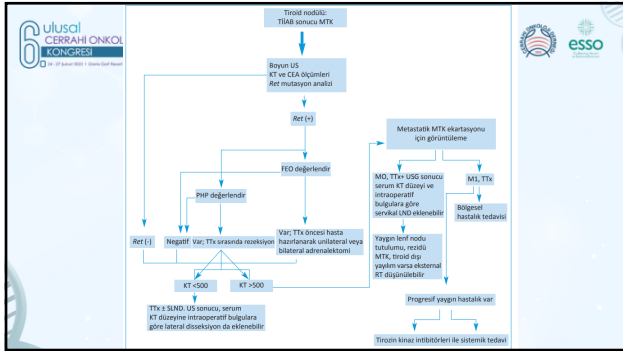 6.
ulusal
CERRAHİ ONKOL
KONGRESİ
CERRAHİ ONKOLOJİ DERNEĞİ
esso
Tiroid nodülü:
TİİAB sonucu MTK
Boyun US
KT ve CEA ölçümleri
Ret mutasyon analizi
Ret (+)
FEO değerlendir
PHP değerlendir
Ret (-)
Negatif
Var; TTx sırasında rezeksiyon
Var; TTx öncesi hasta
hazırlanarak unilateral veya
bilateral adrenalektomi
KT <500
KT >500
TTx ± SLND. US sonucu, serum
KT düzeyine intraoperatif bulgulara
göre lateral disseksiyon da eklenebilir
Metastatik MTK ekartasyonu
için görüntüleme
MO, TTx+ USG sonucu
serum KT düzeyi ve
intraoperatif
bulgulara göre
servikal LND eklenebilir
M1, TTx
Bölgesel
hastalık tedavisi
Yaygın lenf nodu
tutulumu, rezidü
MTK, tiroid dışı
yayılım varsa eksternal
RT düşünülebilir
Progresif yaygın hastalık var
Tirozin kinaz intibitörleri ile sistemik tedavi